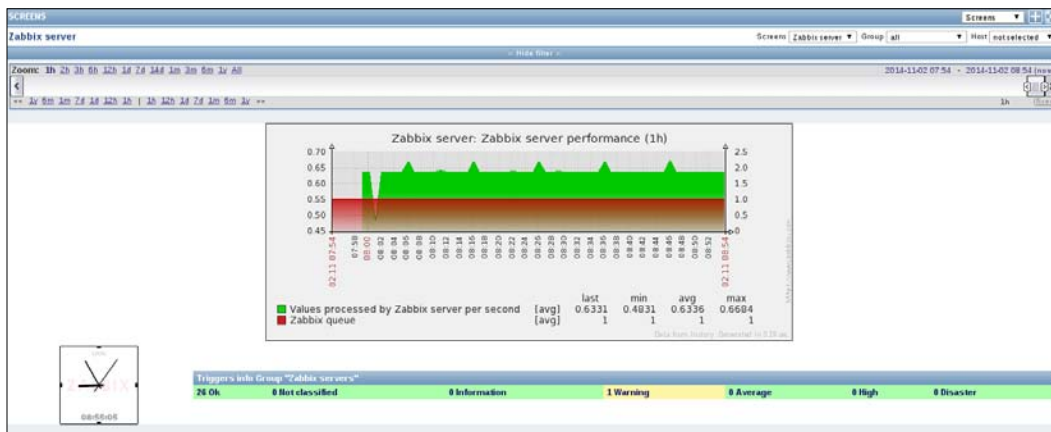 SCREENS
Screens
Zabbix server
Screens Zabbix server Group all Host not selected
« Hide filter »
Zoom: 1h 2h 3h 6h 12h 1d 7d 14d 1m 3m 6m 1y All
2014-11-02 07:54 - 2014-11-02 08:54
«« 1y 6m 1m 7d 1d 12h 1h | 1h 12h 1d 7d 1m 6m 1y »»
1h
Zabbix server: Zabbix server performance (1h)
0.70
0.65
0.60
0.55
0.50
0.45
2.5
2.0
1.5
1.0
0.5
0
02.11 07:54
07:58
08:00
08:02
08:04
08:06
08:08
08:10
08:12
08:14
08:16
08:18
08:20
08:22
08:24
08:26
08:28
08:30
08:32
08:34
08:36
08:38
08:40
08:42
08:44
08:46
08:48
08:50
08:52
02.11 08:54
last min avg max
Values processed by Zabbix server per second [avg] 0.6331 0.4831 0.6336 0.6684
Zabbix queue [avg] 1 1 1 1
ZABBIX
08:55:05
Triggers info Group "Zabbix servers"
26 Ok 0 Not classified 0 Information 1 Warning 0 Average 0 High 0 Disaster